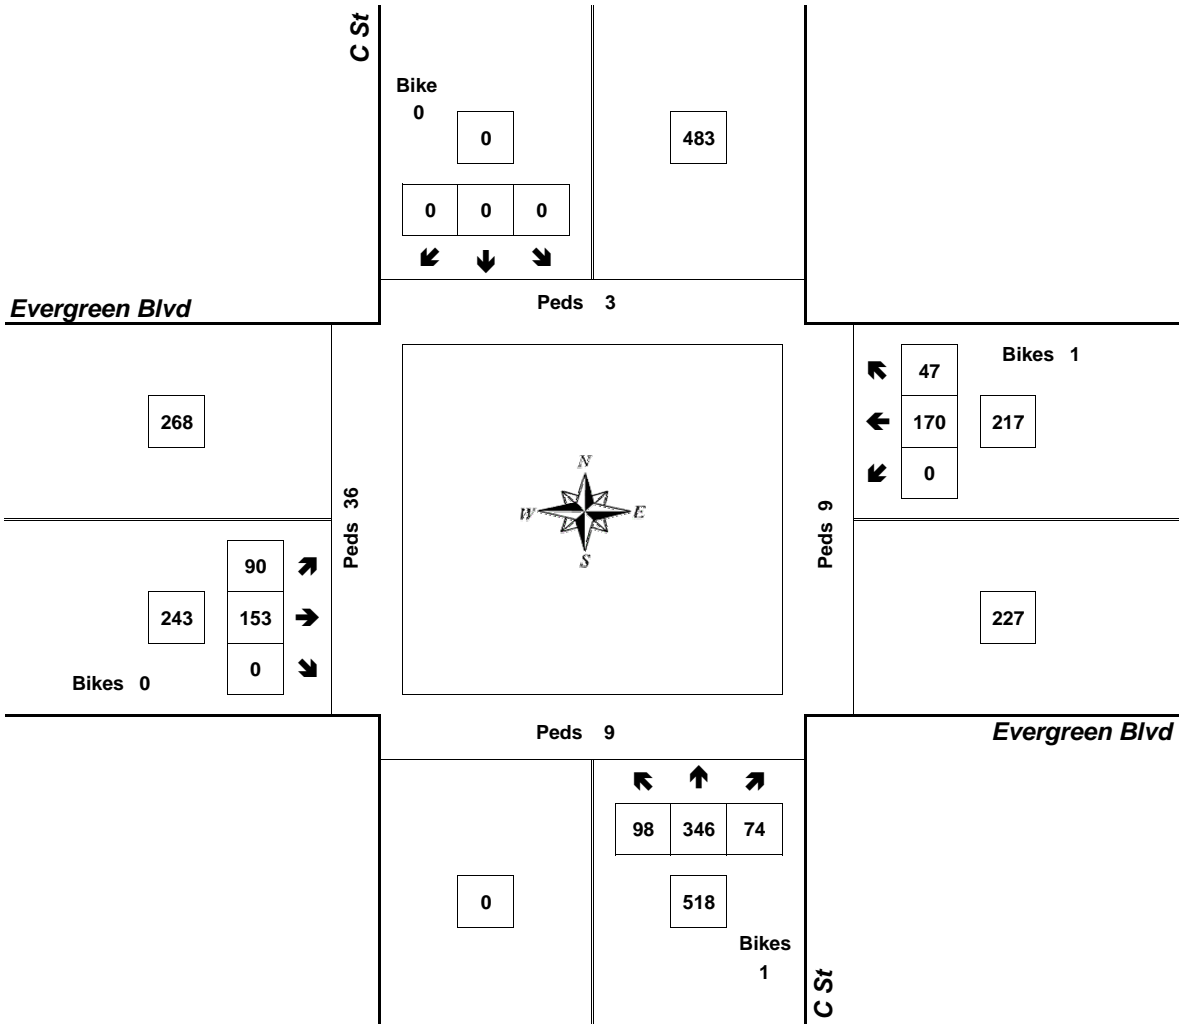 C St
Bike
0
0
483
0 0 0
Evergreen Blvd
Peds 3
Bikes 1
47
268
170 217
0
N
W E
S
Peds 36
Peds 9
90
243 153
227
0
Bikes 0
Peds 9
Evergreen Blvd
98 346 74
0
518
Bikes
1
C St